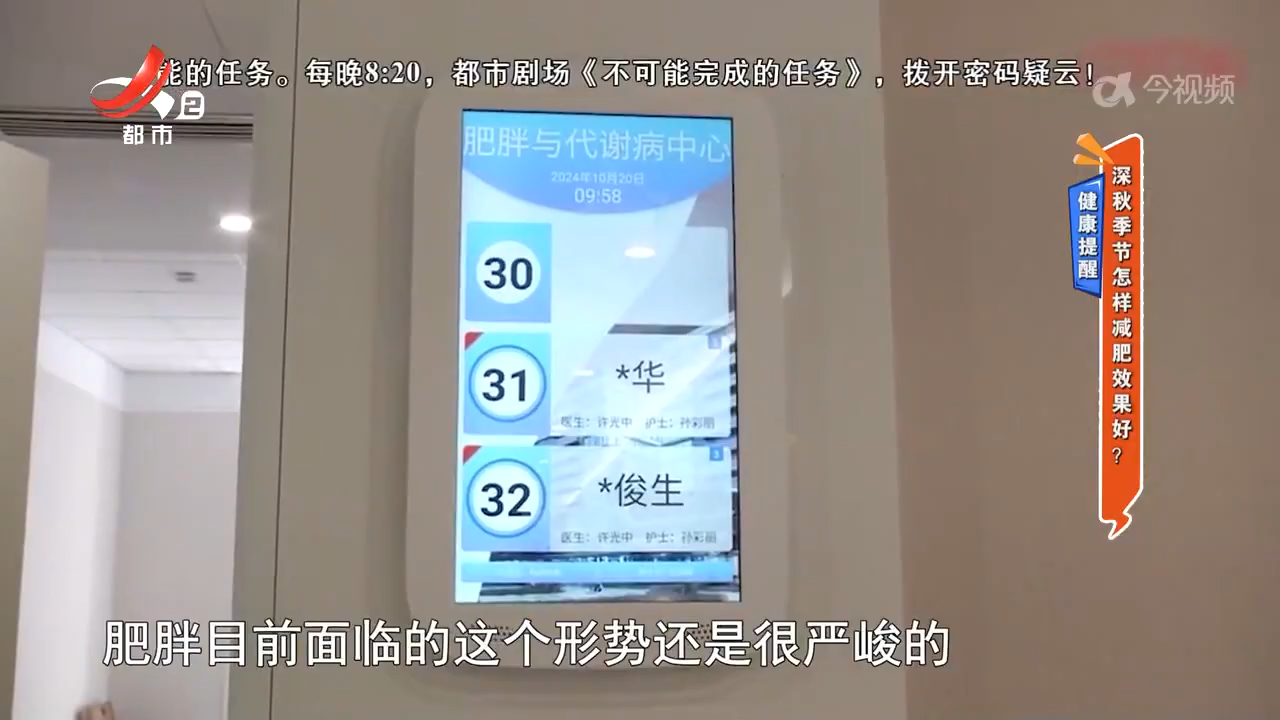 能的任务。每晚8:20，都市剧场《不可能完成的任务》，拨开密码疑云！
2
都市
今视频
健康提醒
深秋季节怎样减肥效果好？
肥胖与代谢病中心
2024年10月20日
09:58
30
31
*华
医生：许光中 护士：孙彩丽
32
3
*俊生
医生：许光中 护士：孙彩丽
肥胖目前面临的这个形势还是很严峻的